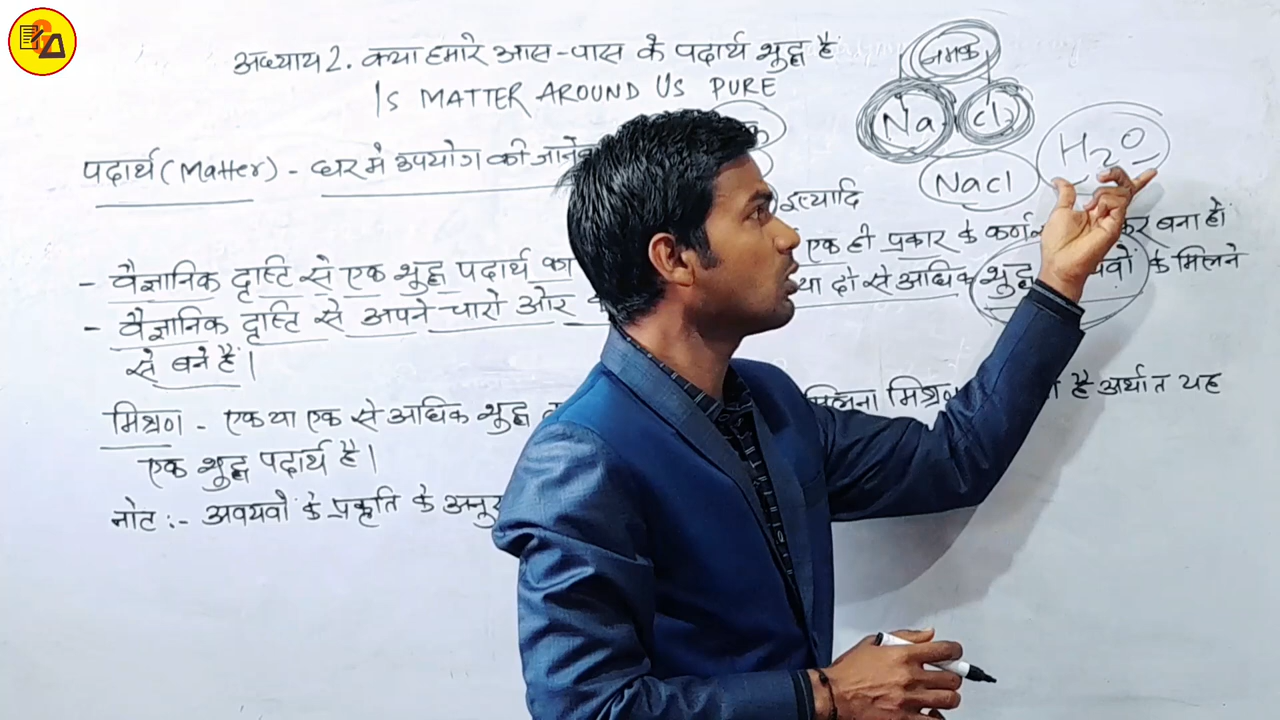 अध्याय 2. क्या हमारे आस-पास के पदार्थ शुद्ध है
IS MATTER AROUND US PURE
नमक
Na Cl
NaCl
H2O
पदार्थ (Matter) - घर में उपयोग की जानेव
इत्यादि
- वैज्ञानिक दृष्टि से एक शुद्ध पदार्थ का एक ही प्रकार के कणों कर बना हो
- वैज्ञानिक दृष्टि से अपने चारो ओर या दो से अधिक शुद्ध यवों के मिलने
से बने हैं।
मिश्रण - एक या एक से अधिक शुद्ध मिलना मिश्रण है अर्थात यह
एक शुद्ध पदार्थ है।
नोट :- अवयवों के प्रकृति के अनुसा